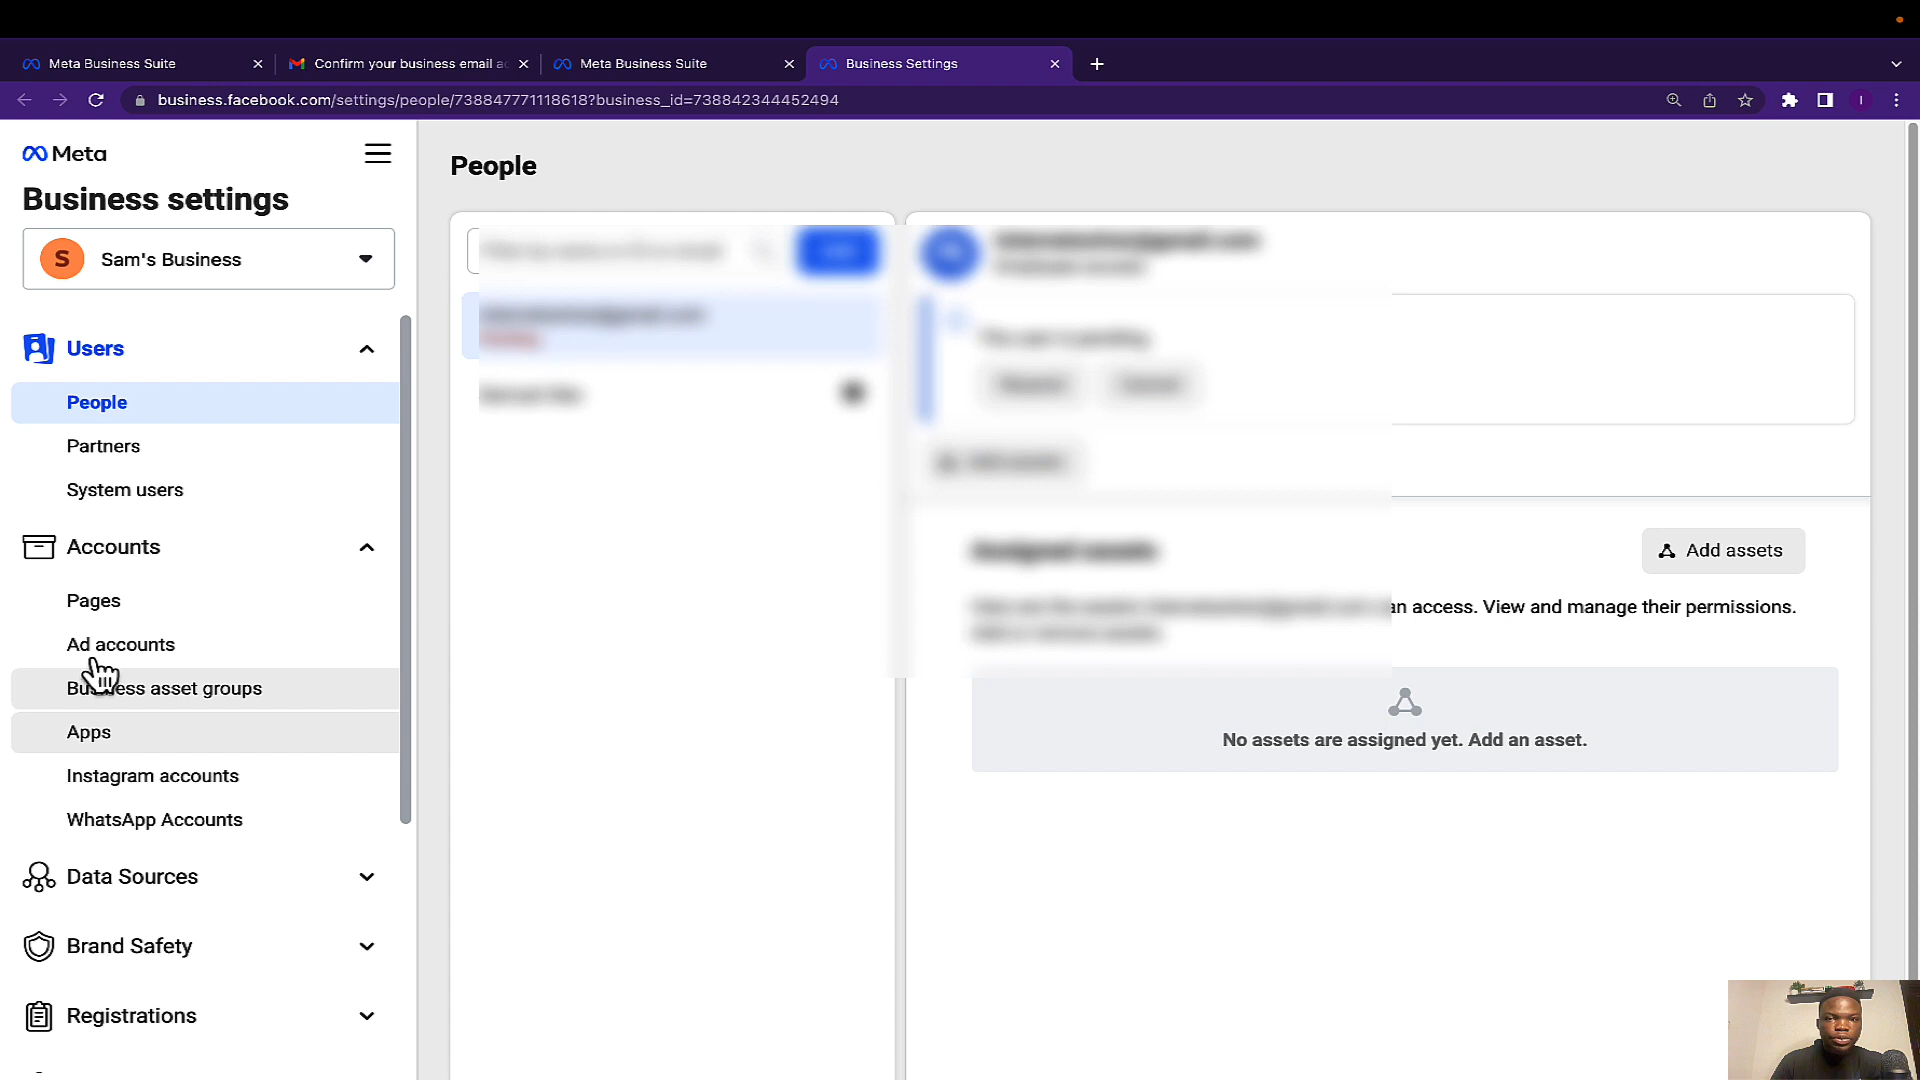 Meta Business Suite
Confirm your business email ac
Meta Business Suite
Business Settings
business.facebook.com/settings/people/738847771118618?business_id=738842344452494
I
Meta
Business settings
S
Sam's Business
Users
People
Partners
System users
Accounts
Pages
Ad accounts
Business asset groups
Apps
Instagram accounts
WhatsApp Accounts
Data Sources
Brand Safety
Registrations
People
Assigned assets
Add assets
an access. View and manage their permissions.
No assets are assigned yet. Add an asset.